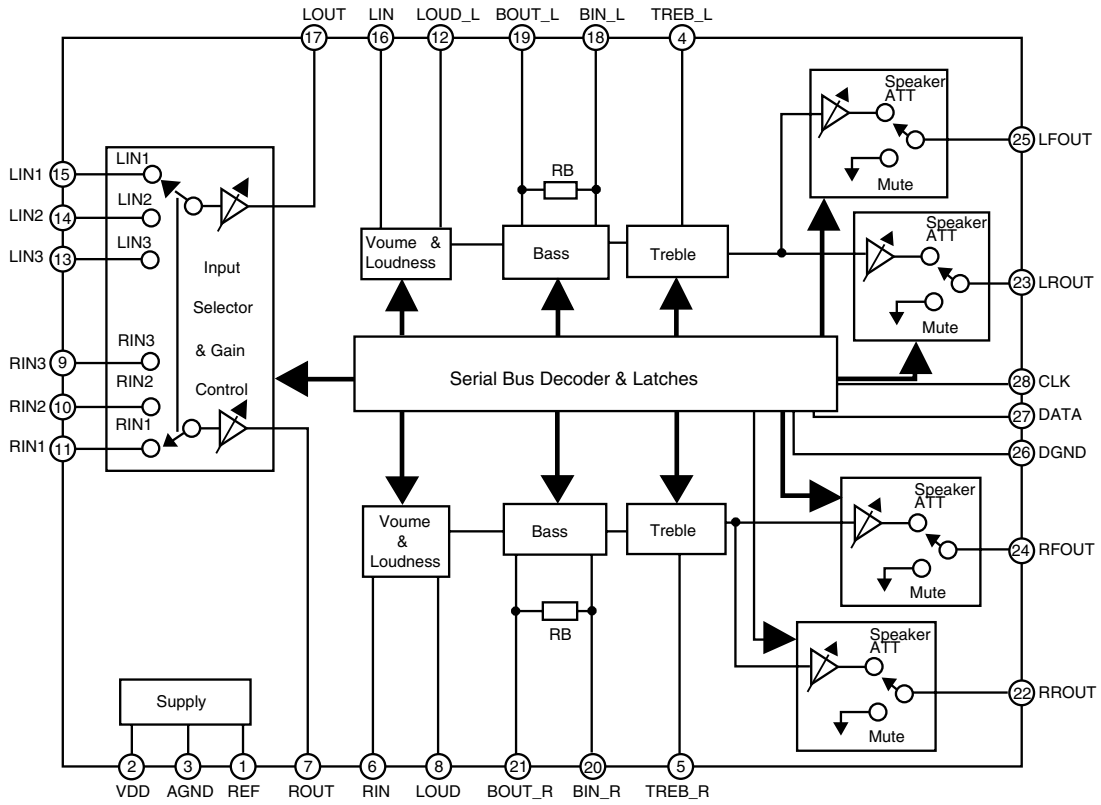 LOUT LIN LOUD_L BOUT_L BIN_L TREB_L
17 16 12 19 18 4
Speaker
ATT
Mute
25 LFOUT
LIN1 15 LIN1
LIN2 14 LIN2
LIN3 13 LIN3
RB
Voume &
Loudness
Bass
Treble
Speaker
ATT
Mute
23 LROUT
Input
Selector
& Gain
Control
RIN3 9 RIN3
RIN2 10 RIN2
RIN1 11 RIN1
Serial Bus Decoder & Latches
28 CLK
27 DATA
26 DGND
Voume
&
Loudness
Bass
Treble
RB
Speaker
ATT
Mute
24 RFOUT
Speaker
ATT
Mute
22 RROUT
Supply
2 3 1 7 6 8 21 20 5
VDD AGND REF ROUT RIN LOUD BOUT_R BIN_R TREB_R